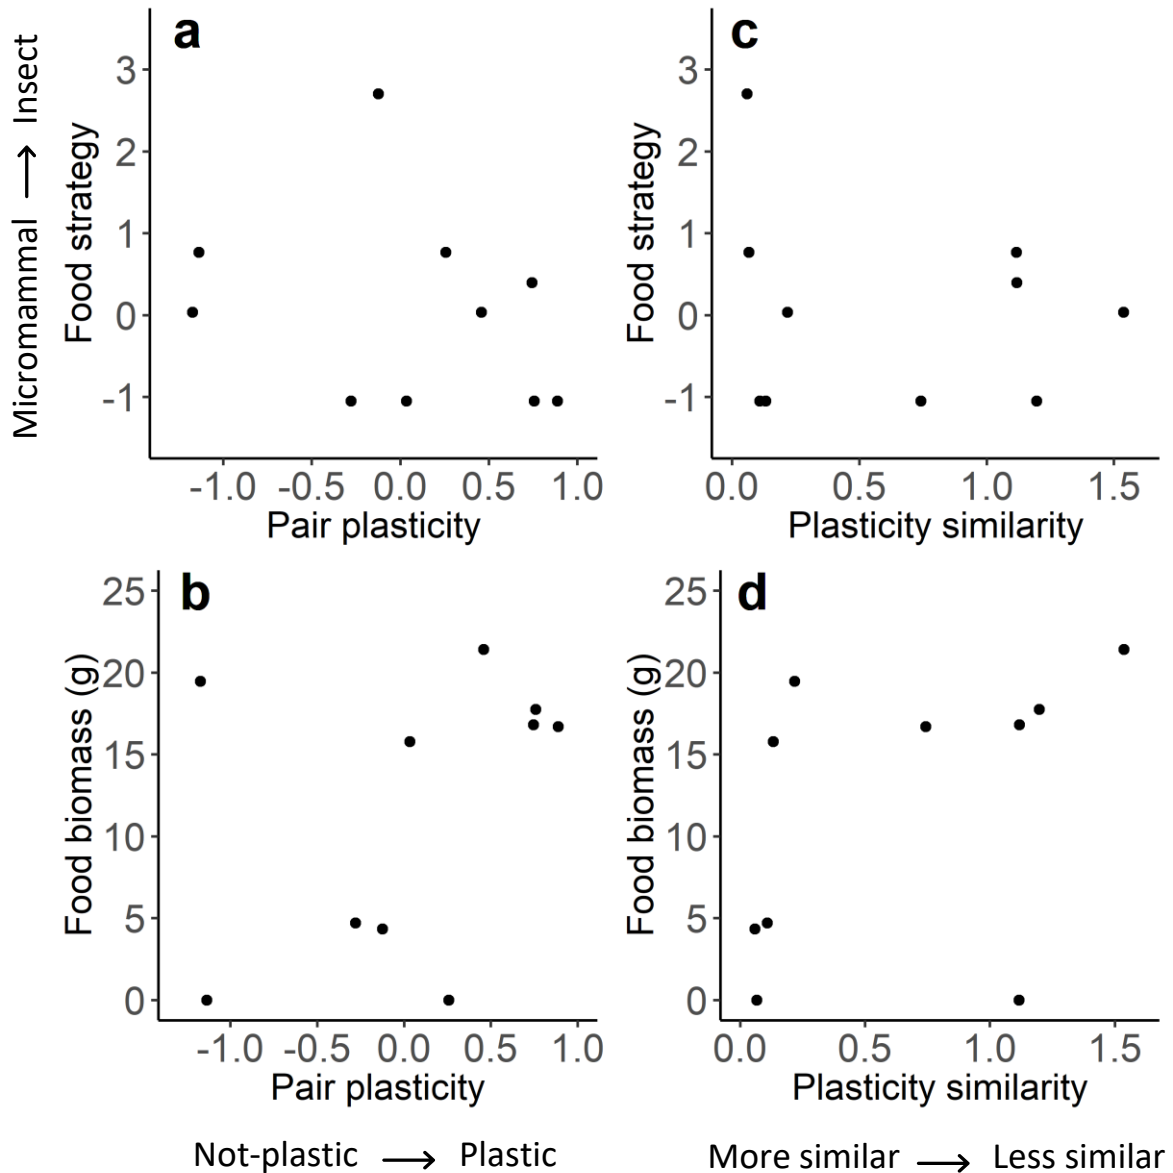 a
3
2
1
0
-1
-1.0 -0.5 0.0 0.5 1.0
Pair plasticity
Food strategy
Micromammal → Insect
c
3
2
1
0
-1
0.0 0.5 1.0 1.5
Plasticity similarity
Food strategy
b
25
20
15
10
5
0
-1.0 -0.5 0.0 0.5 1.0
Pair plasticity
Food biomass (g)
d
25
20
15
10
5
0
0.0 0.5 1.0 1.5
Plasticity similarity
Food biomass (g)
Not-plastic → Plastic
More similar → Less similar